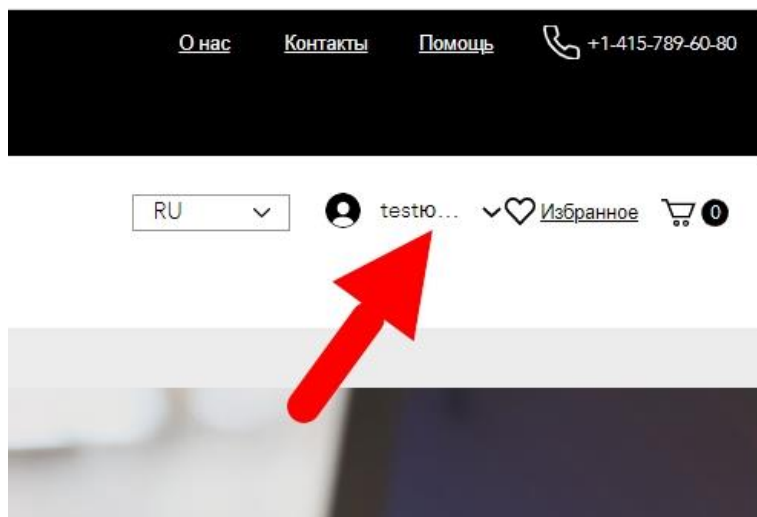 О нас Контакты Помощь +1-415-789-60-80
RU testю... Избранное 0